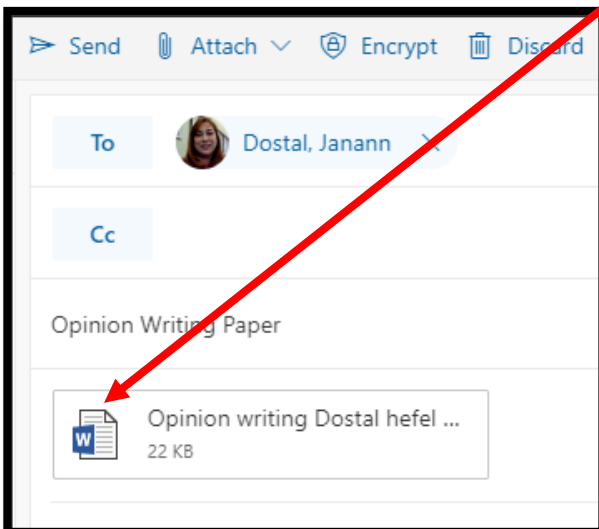 Send Attach Encrypt Discard
To Dostal, Janann
Cc
Opinion Writing Paper
W Opinion writing Dostal hefel ...
22 KB